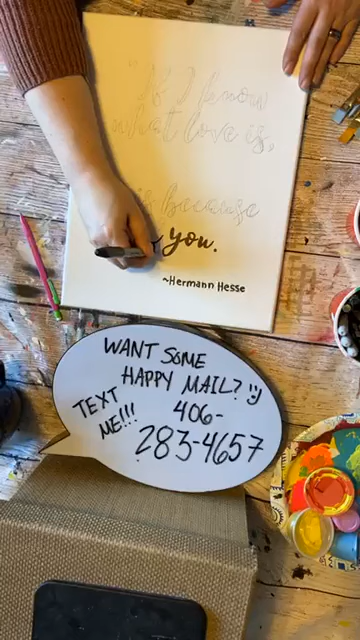 "If I know
what love is,
it is because
of you.
~Hermann Hesse
WANT SOME
HAPPY MAIL? :)
TEXT
ME!!!
406-
283-4657